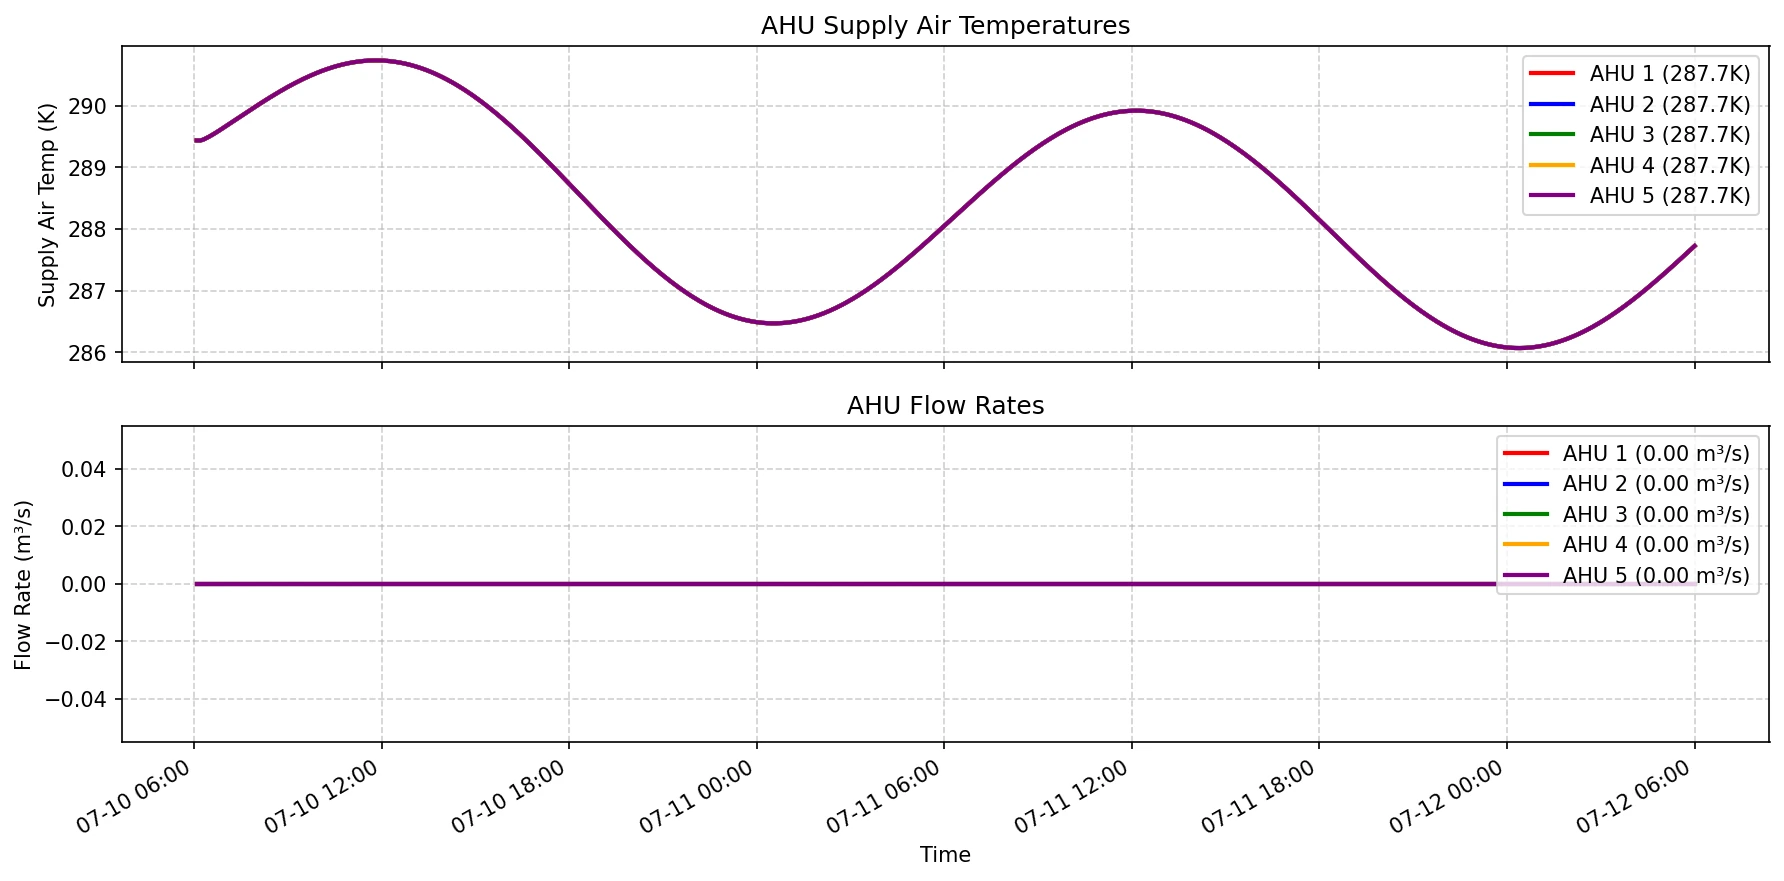 AHU Supply Air Temperatures
Supply Air Temp (K)
290
289
288
287
286
AHU 1 (287.7K)
AHU 2 (287.7K)
AHU 3 (287.7K)
AHU 4 (287.7K)
AHU 5 (287.7K)
AHU Flow Rates
Flow Rate (m³/s)
0.04
0.02
0.00
−0.02
−0.04
AHU 1 (0.00 m³/s)
AHU 2 (0.00 m³/s)
AHU 3 (0.00 m³/s)
AHU 4 (0.00 m³/s)
AHU 5 (0.00 m³/s)
07-10 06:00
07-10 12:00
07-10 18:00
07-11 00:00
07-11 06:00
07-11 12:00
07-11 18:00
07-12 00:00
07-12 06:00
Time